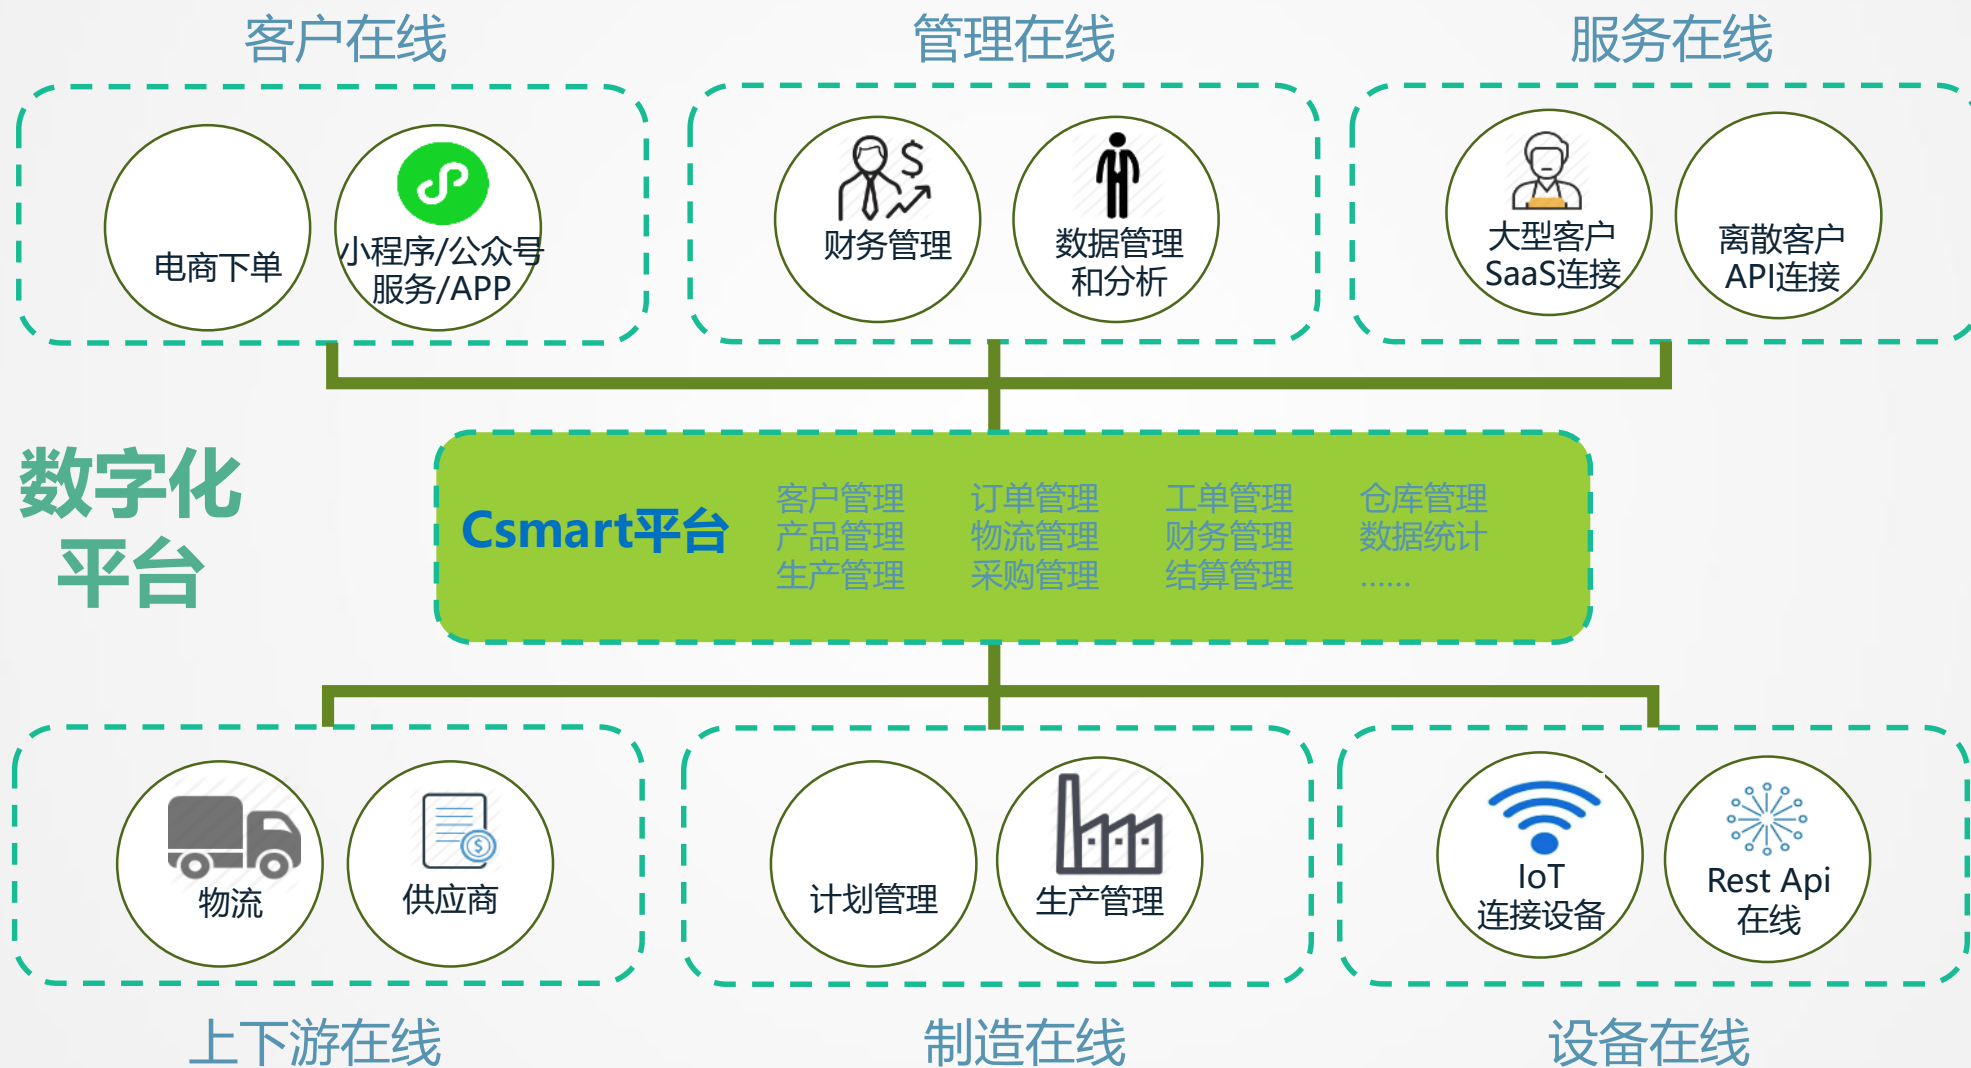 客户在线
管理在线
服务在线
电商下单
小程序/公众号
服务/APP
财务管理
数据管理
和分析
大型客户
SaaS连接
离散客户
API连接
数字化
平台
Csmart平台
客户管理
产品管理
生产管理
订单管理
物流管理
采购管理
工单管理
财务管理
结算管理
仓库管理
数据统计
......
物流
供应商
计划管理
生产管理
IoT
连接设备
Rest Api
在线
上下游在线
制造在线
设备在线